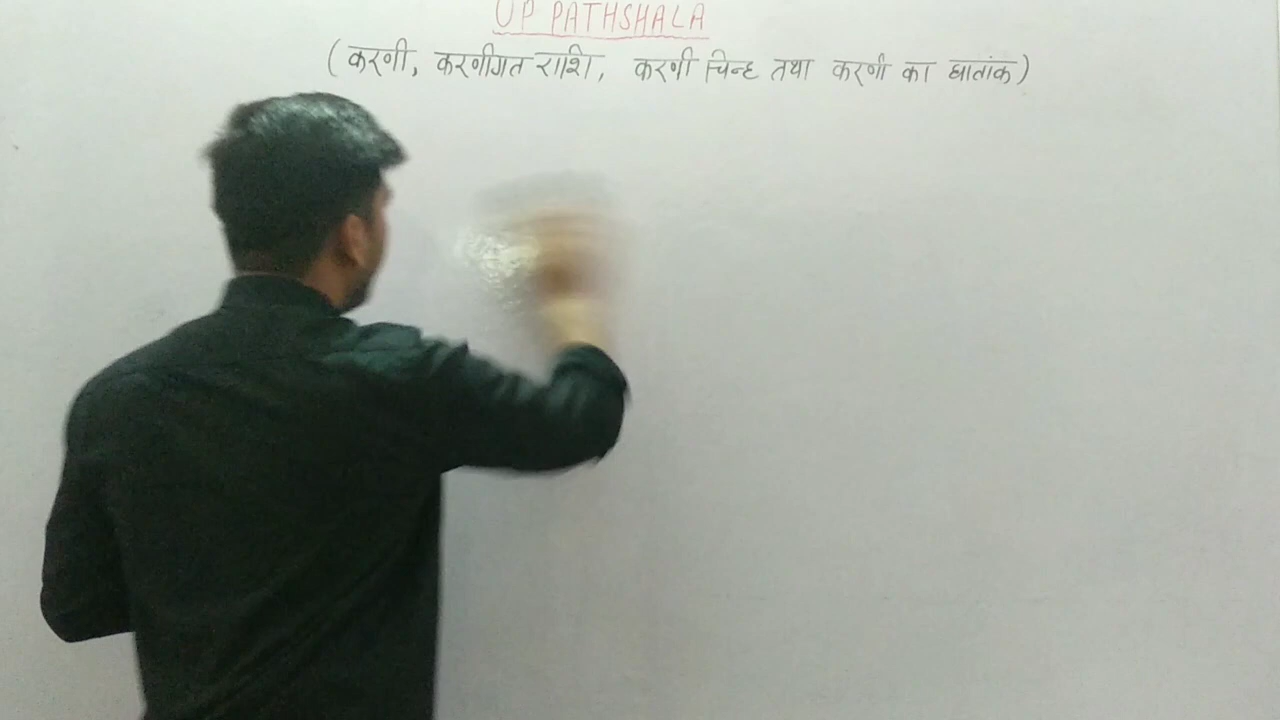 UP PATHSHALA
(करणी, करणीगत राशि, करणी चिन्ह तथा करणी का घातांक)